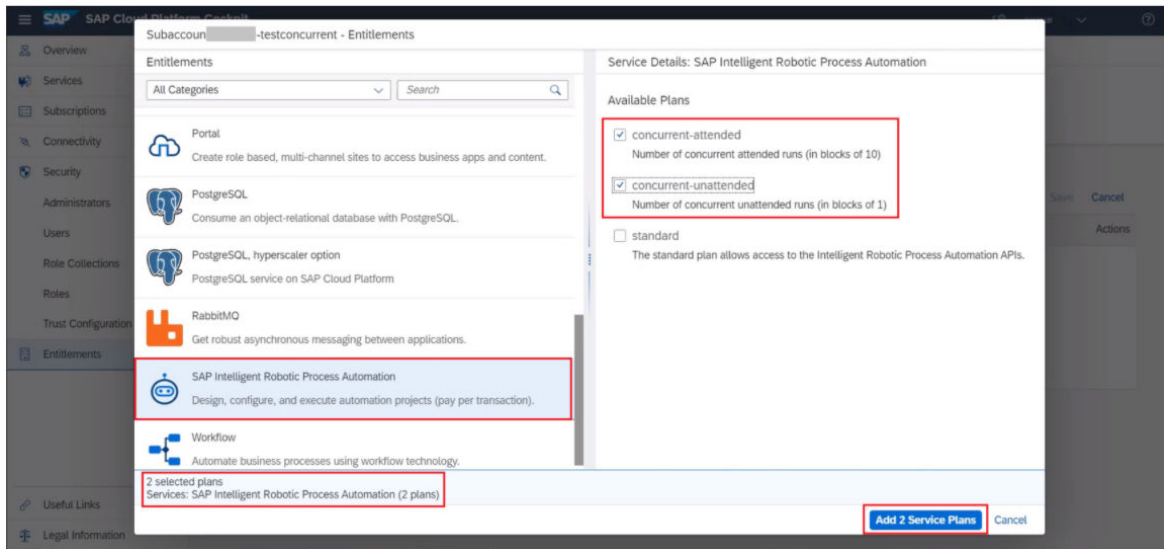 SAP SAP Cloud Platform Cockpit
Subaccoun -testconcurrent - Entitlements
Overview
Services
Subscriptions
Connectivity
Security
Administrators
Users
Role Collections
Roles
Trust Configuration
Entitlements
Useful Links
Legal Information
Entitlements
All Categories
Search
Portal
Create role based, multi-channel sites to access business apps and content.
PostgreSQL
Consume an object-relational database with PostgreSQL.
PostgreSQL, hyperscaler option
PostgreSQL service on SAP Cloud Platform
RabbitMQ
Get robust asynchronous messaging between applications.
SAP Intelligent Robotic Process Automation
Design, configure, and execute automation projects (pay per transaction).
Workflow
Automate business processes using workflow technology.
2 selected plans
Services: SAP Intelligent Robotic Process Automation (2 plans)
Service Details: SAP Intelligent Robotic Process Automation
Available Plans
concurrent-attended
Number of concurrent attended runs (in blocks of 10)
concurrent-unattended
Number of concurrent unattended runs (in blocks of 1)
standard
The standard plan allows access to the Intelligent Robotic Process Automation APIs.
Add 2 Service Plans
Cancel
Save
Cancel
Actions